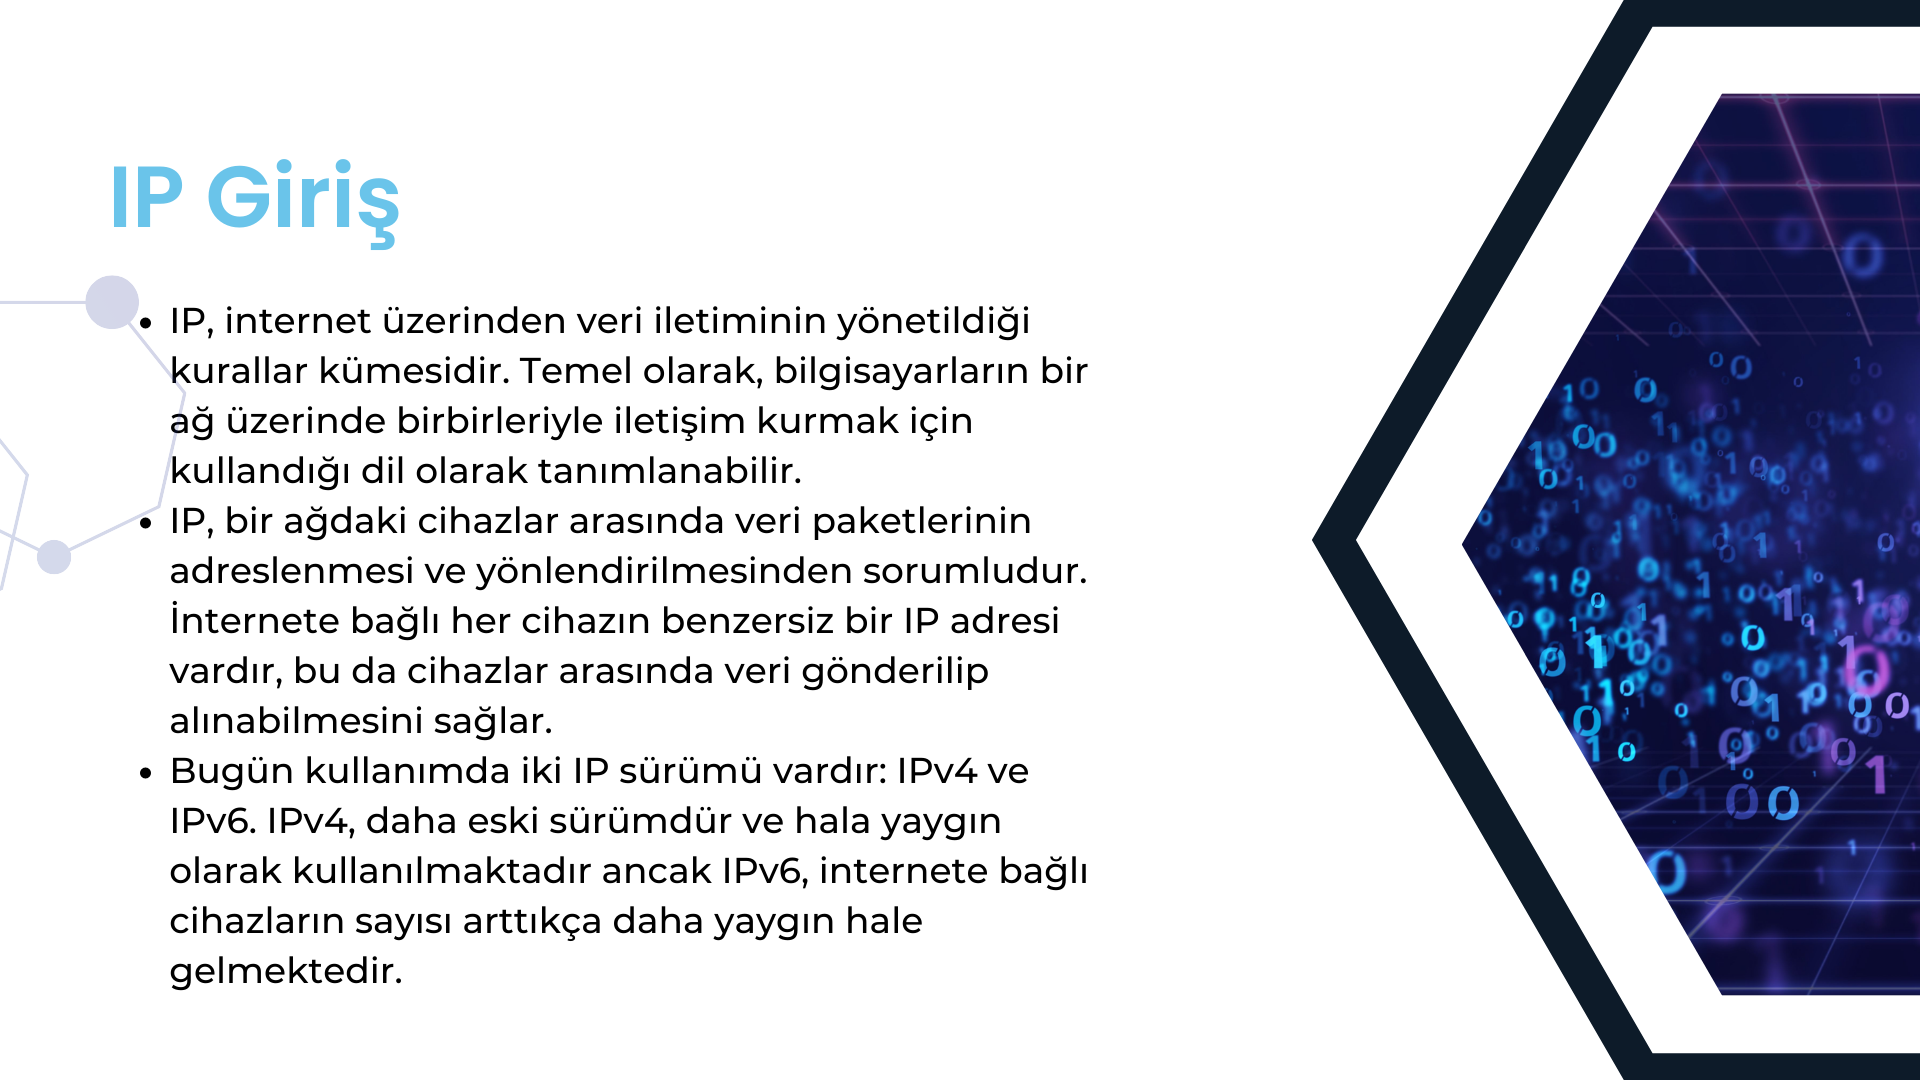 IP Giriş
• IP, internet üzerinden veri iletiminin yönetildiği
kurallar kümesidir. Temel olarak, bilgisayarların bir
ağ üzerinde birbirleriyle iletişim kurmak için
kullandığı dil olarak tanımlanabilir.
• IP, bir ağdaki cihazlar arasında veri paketlerinin
adreslenmesi ve yönlendirilmesinden sorumludur.
İnternete bağlı her cihazın benzersiz bir IP adresi
vardır, bu da cihazlar arasında veri gönderilip
alınabilmesini sağlar.
• Bugün kullanımda iki IP sürümü vardır: IPv4 ve
IPv6. IPv4, daha eski sürümdür ve hala yaygın
olarak kullanılmaktadır ancak IPv6, internete bağlı
cihazların sayısı arttıkça daha yaygın hale
gelmektedir.